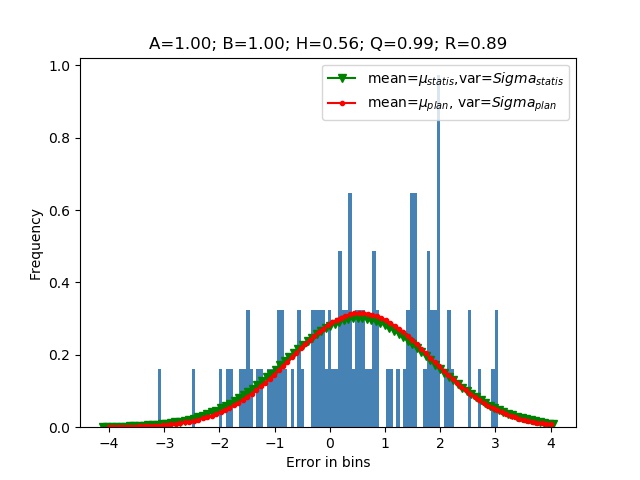 A=1.00; B=1.00; H=0.56; Q=0.99; R=0.89
mean=μstatis,var=Sigmastatis
mean=μplan, var=Sigmaplan
1.0
0.8
0.6
0.4
0.2
0.0
Frequency
−4 −3 −2 −1 0 1 2 3 4
Error in bins